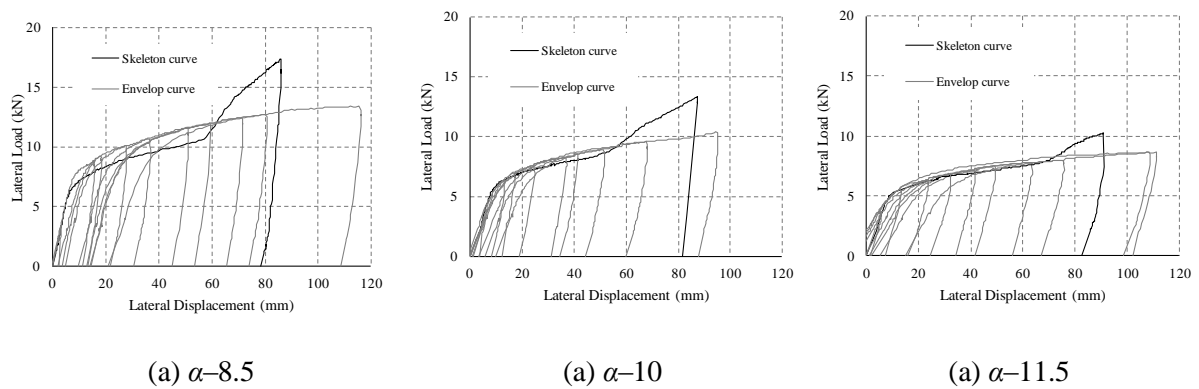 20
15
10
5
0
Lateral Load (kN)
Skeleton curve
Envelop curve
0 20 40 60 80 100 120
Lateral Displacement (mm)
(a) α–8.5
20
15
10
5
0
Lateral Load (kN)
Skeleton curve
Envelop curve
0 20 40 60 80 100 120
Lateral Displacement (mm)
(a) α–10
20
15
10
5
0
Lateral Load (kN)
Skeleton curve
Envelop curve
0 20 40 60 80 100 120
Lateral Displacement (mm)
(a) α–11.5